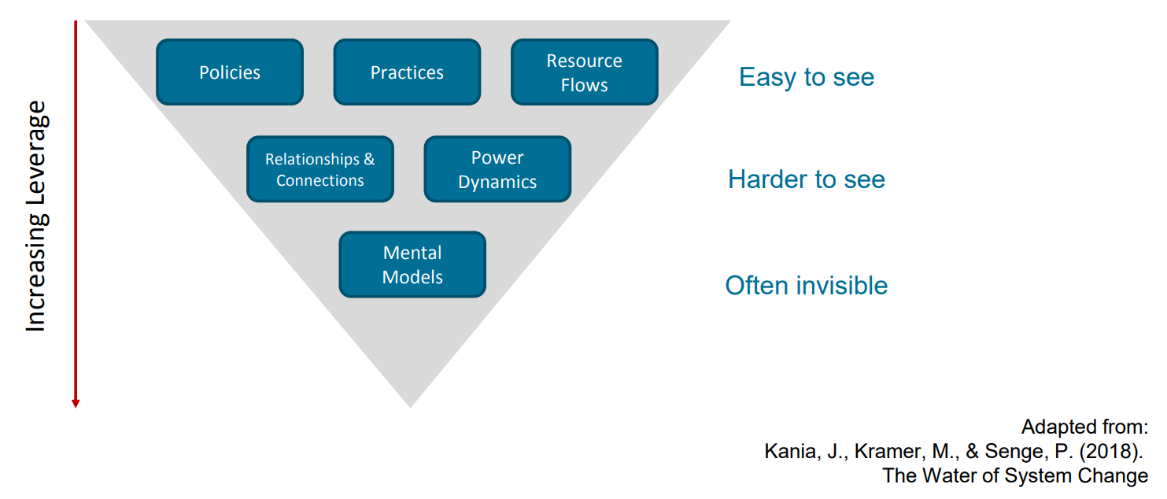 Increasing Leverage
Policies
Practices
Resource
Flows
Easy to see
Relationships &
Connections
Power
Dynamics
Harder to see
Mental
Models
Often invisible
Adapted from:
Kania, J., Kramer, M., & Senge, P. (2018).
The Water of System Change